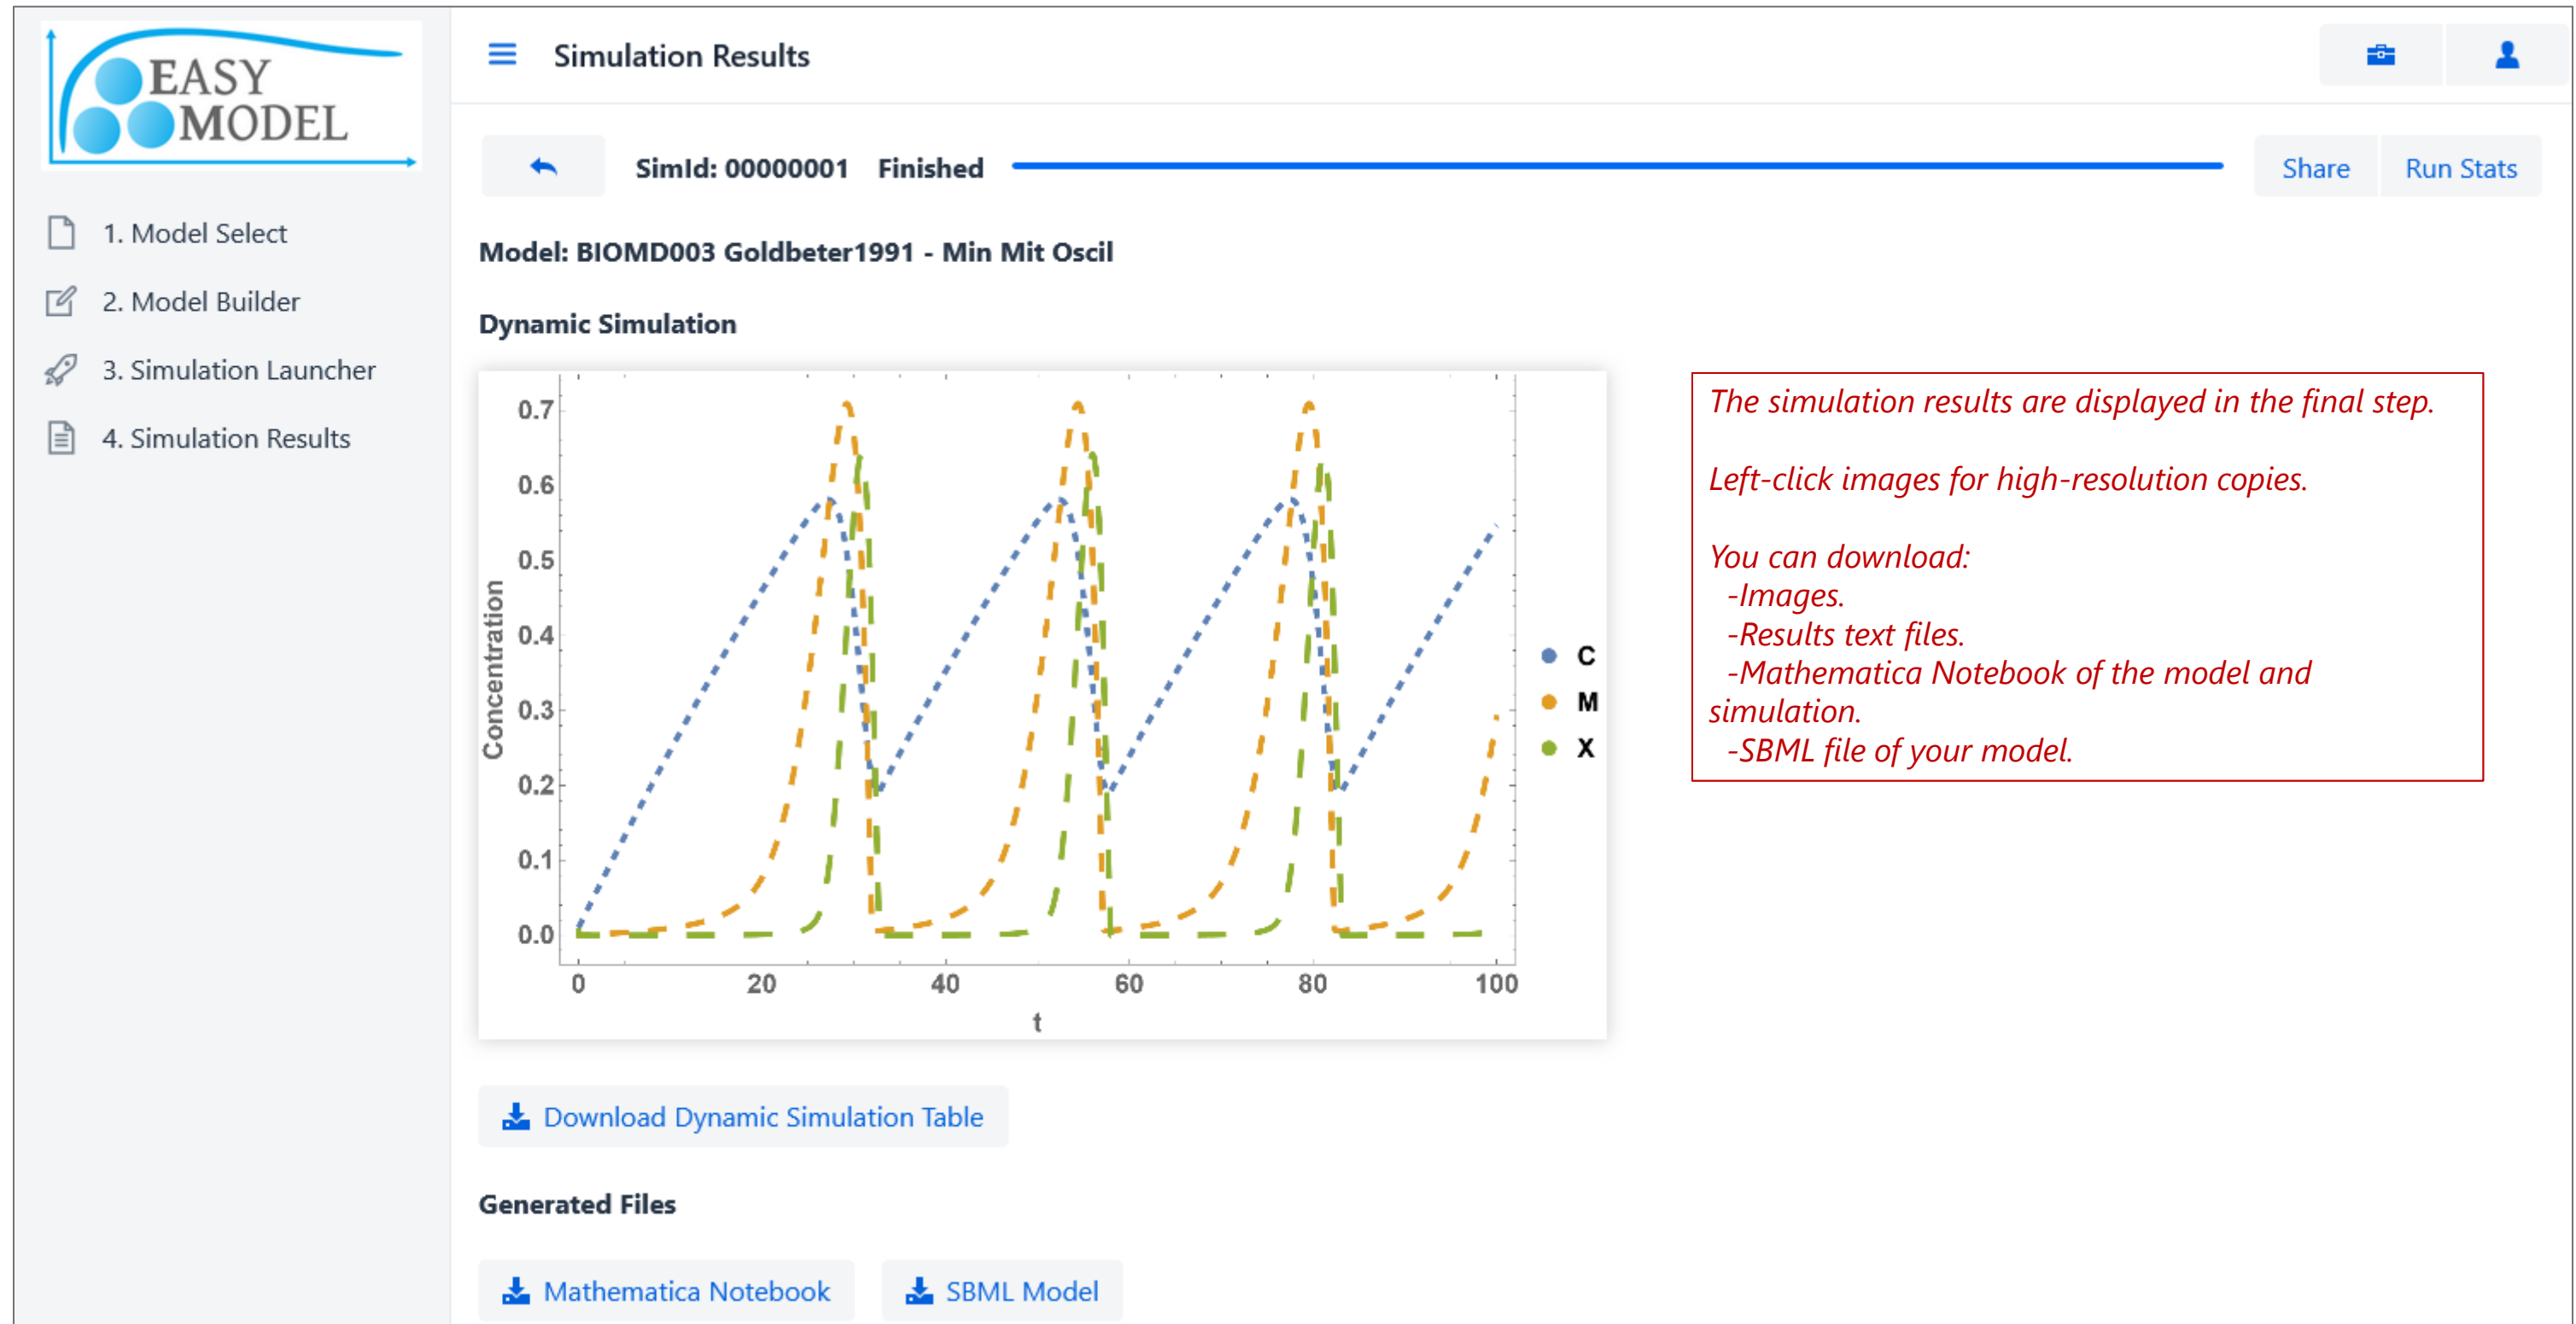 EASY
MODEL
Simulation Results
SimId: 00000001 Finished
Share
Run Stats
1. Model Select
2. Model Builder
3. Simulation Launcher
4. Simulation Results
Model: BIOMD003 Goldbeter1991 - Min Mit Oscil
Dynamic Simulation
0.7
0.6
0.5
0.4
0.3
0.2
0.1
0.0
Concentration
0 20 40 60 80 100
t
C
M
X
The simulation results are displayed in the final step.
Left-click images for high-resolution copies.
You can download:
-Images.
-Results text files.
-Mathematica Notebook of the model and
simulation.
-SBML file of your model.
Download Dynamic Simulation Table
Generated Files
Mathematica Notebook
SBML Model